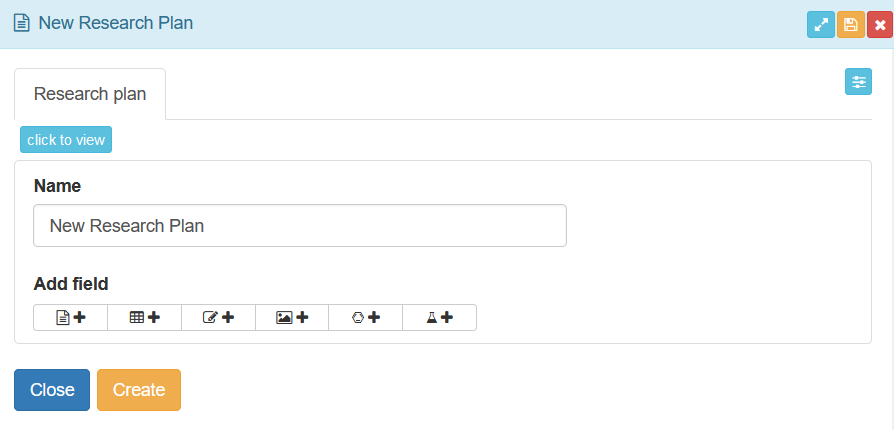 New Research Plan
Research plan
click to view
Name
New Research Plan
Add field
Close Create